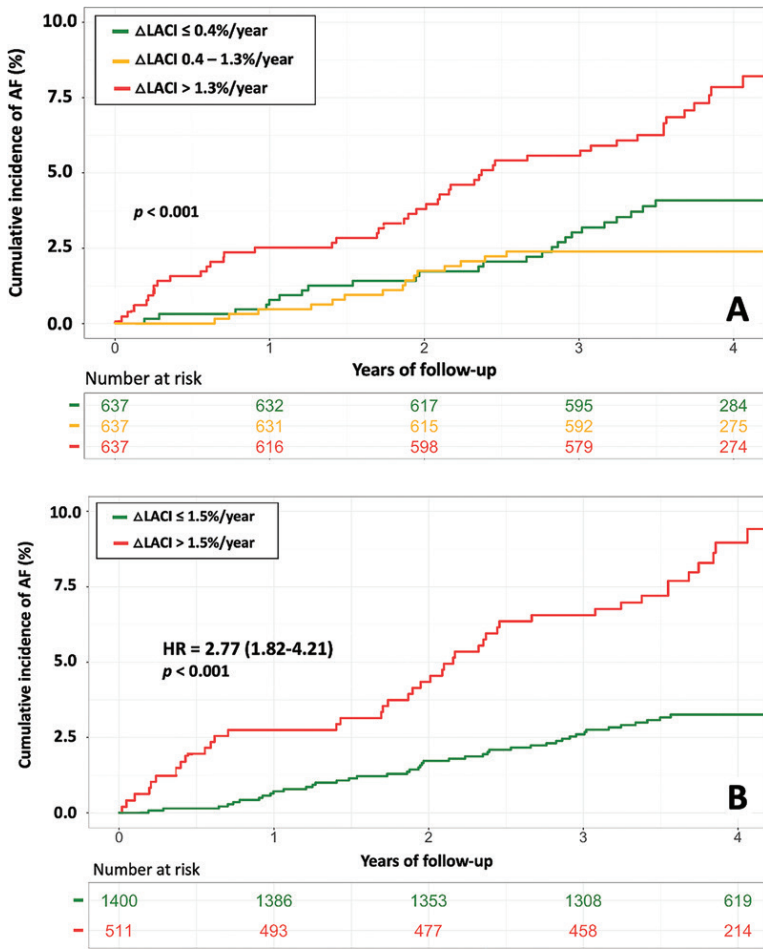 10.0
7.5
5.0
2.5
0.0
Cumulative incidence of AF (%)
△LACI ≤ 0.4%/year
△LACI 0.4 – 1.3%/year
△LACI > 1.3%/year
p < 0.001
A
0 1 2 3 4
Years of follow-up
Number at risk
637 632 617 595 284
637 631 615 592 275
637 616 598 579 274
10.0
7.5
5.0
2.5
0.0
Cumulative incidence of AF (%)
△LACI ≤ 1.5%/year
△LACI > 1.5%/year
HR = 2.77 (1.82-4.21)
p < 0.001
B
0 1 2 3 4
Years of follow-up
Number at risk
1400 1386 1353 1308 619
511 493 477 458 214